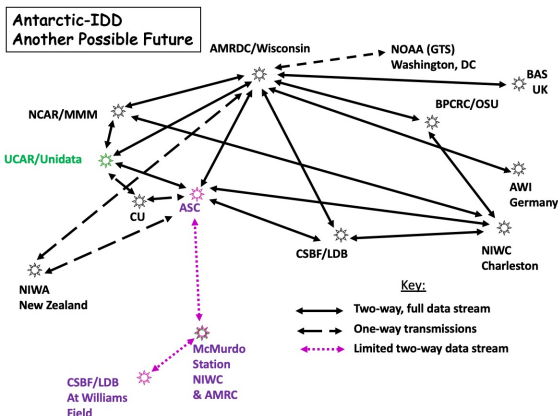 Antarctic-IDD
Another Possible Future
AMRDC/Wisconsin
NOAA (GTS)
Washington, DC
BAS
UK
NCAR/MMM
BPCRC/OSU
UCAR/Unidata
AWI
Germany
CU
ASC
CSBF/LDB
NIWC
Charleston
NIWA
New Zealand
Key:
Two-way, full data stream
One-way transmissions
Limited two-way data stream
McMurdo
Station
NIWC
& AMRC
CSBF/LDB
At Williams
Field